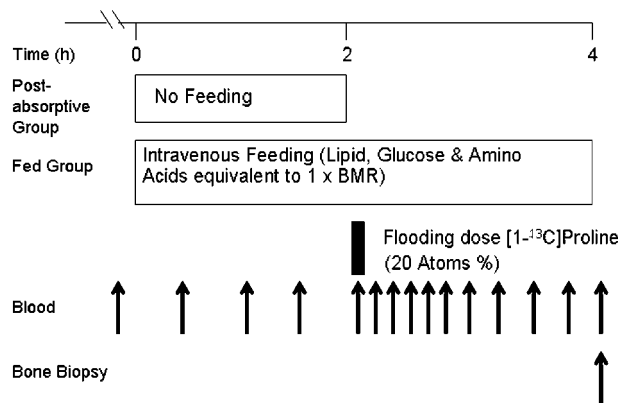 Time (h) 0 2 4
Post-
absorptive
Group
No Feeding
Fed Group
Intravenous Feeding (Lipid, Glucose & Amino
Acids equivalent to 1 x BMR)
Flooding dose [1-¹³C]Proline
(20 Atoms %)
Blood
Bone Biopsy